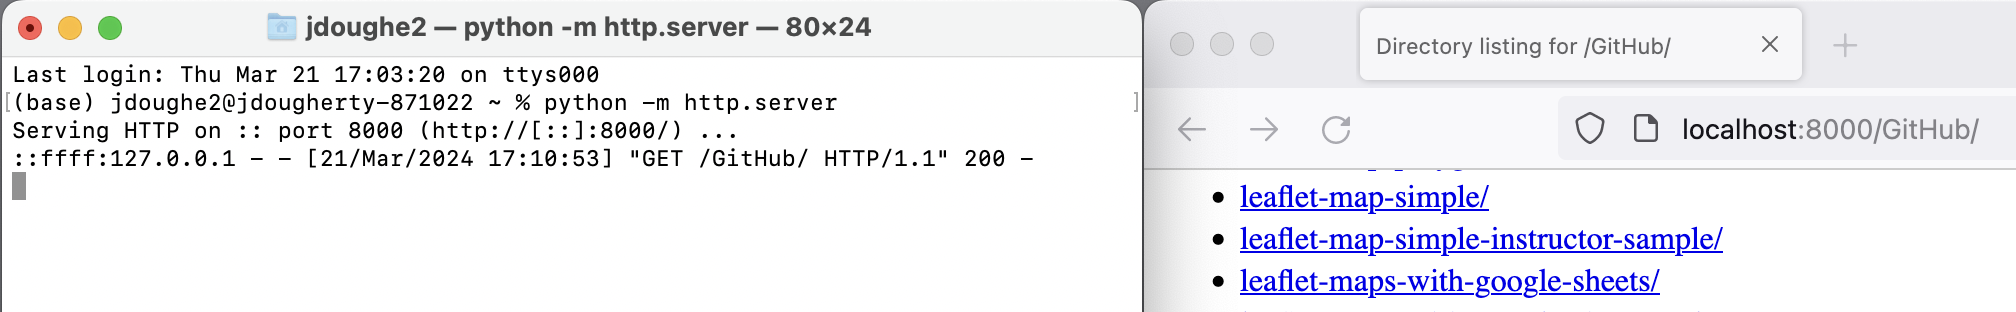 jdoughe2 — python -m http.server — 80×24
Last login: Thu Mar 21 17:03:20 on ttys000
[(base) jdoughe2@jdougherty-871022 ~ % python -m http.server ]
Serving HTTP on :: port 8000 (http://[::]:8000/) ...
::ffff:127.0.0.1 - - [21/Mar/2024 17:10:53] "GET /GitHub/ HTTP/1.1" 200 -
Directory listing for /GitHub/
localhost:8000/GitHub/
leaflet-map-simple/
leaflet-map-simple-instructor-sample/
leaflet-maps-with-google-sheets/